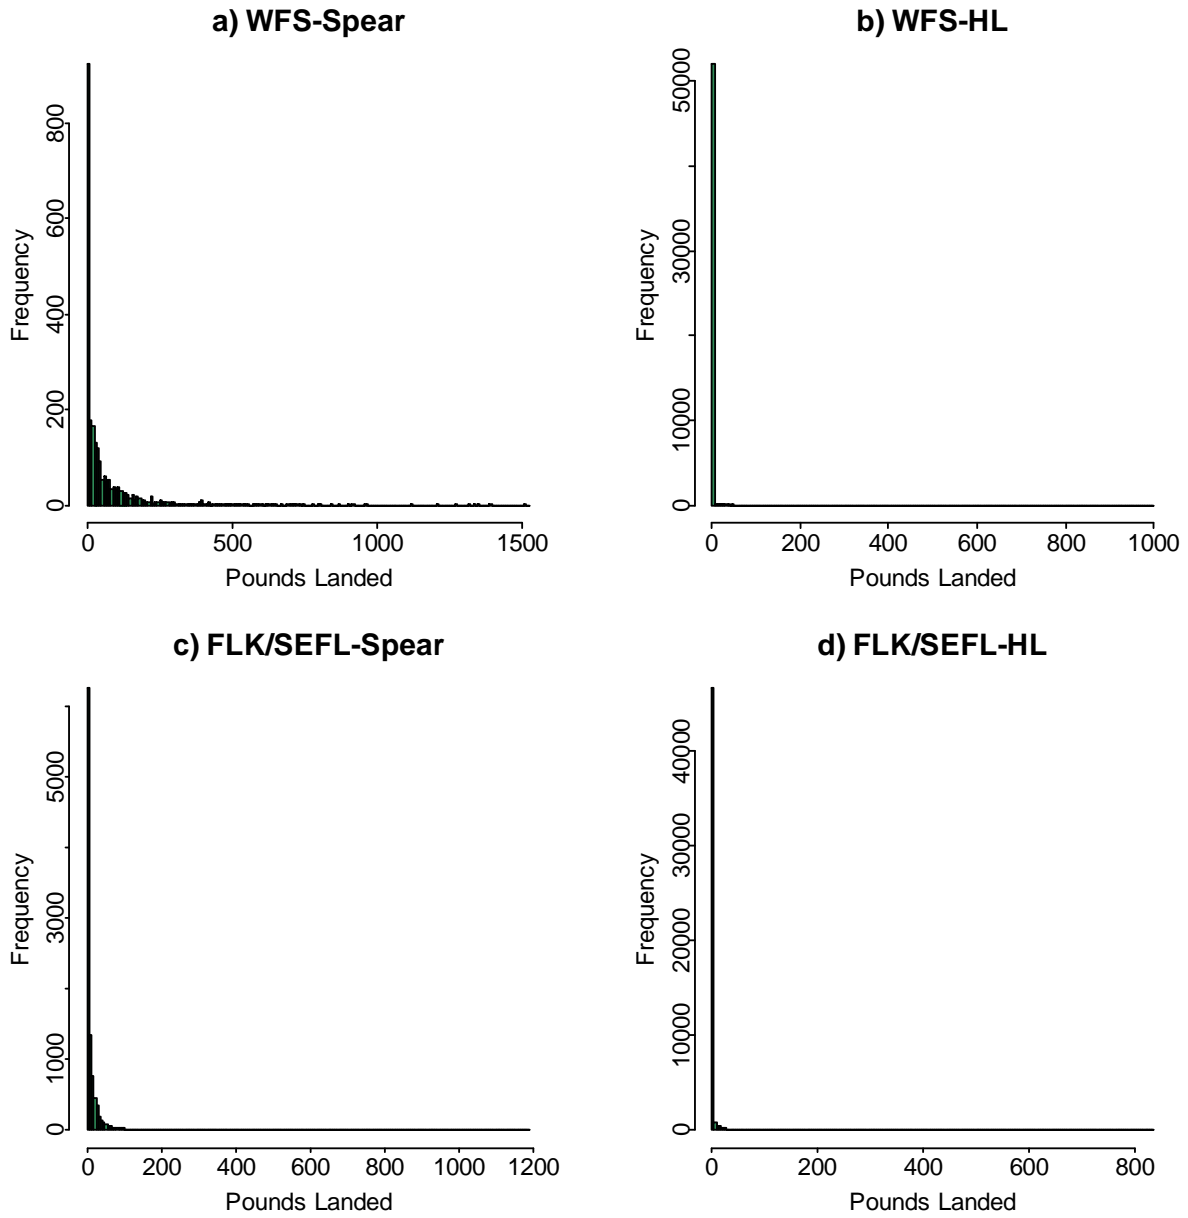 a) WFS-Spear
Frequency
0
200
400
600
800
0 500 1000 1500
Pounds Landed
b) WFS-HL
Frequency
0
10000
30000
50000
0 200 400 600 800 1000
Pounds Landed
c) FLK/SEFL-Spear
Frequency
0
1000
3000
5000
0 200 400 600 800 1000 1200
Pounds Landed
d) FLK/SEFL-HL
Frequency
0
10000
20000
30000
40000
0 200 400 600 800
Pounds Landed